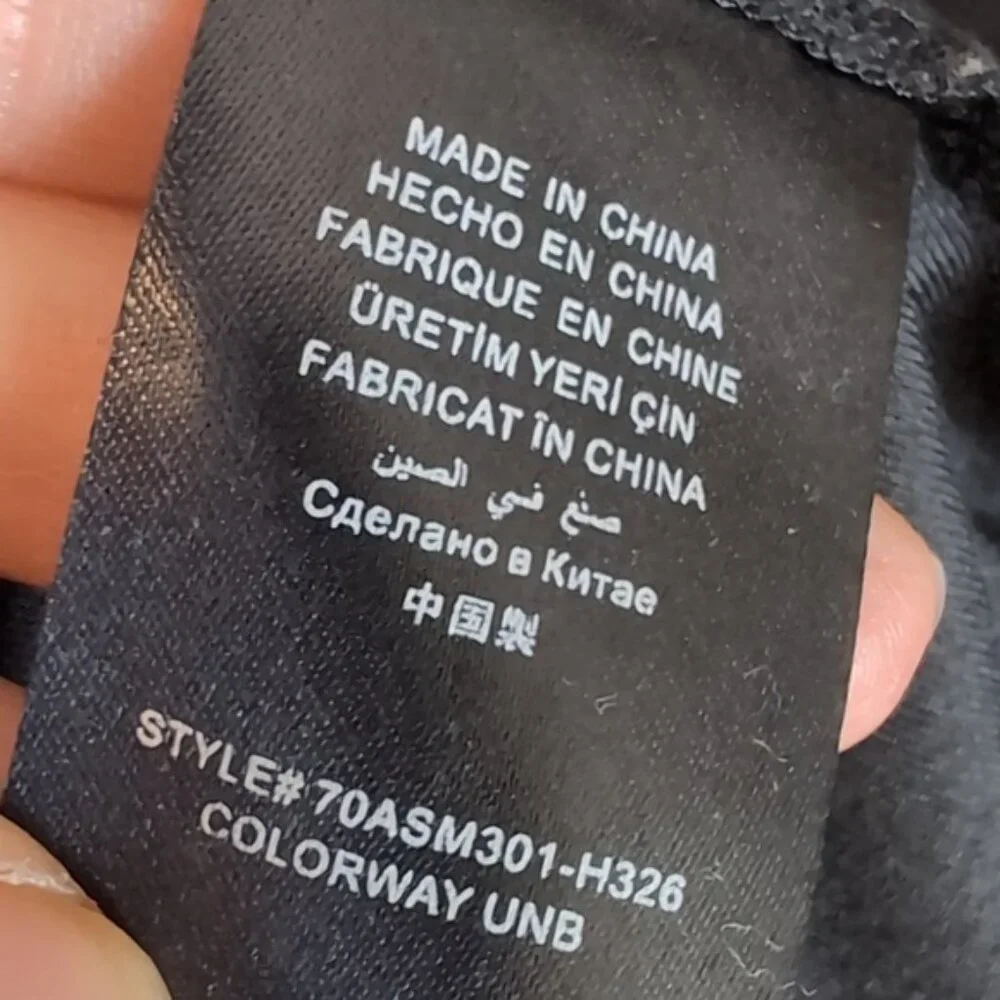 MADE IN CHINA
HECHO EN CHINA
FABRIQUE EN CHINE
ÜRETİM YERİ ÇİN
FABRICAT ÎN CHINA
صنع في الصين
Сделано в Китае
中国製
STYLE# 70ASM301-H326
COLORWAY UNB